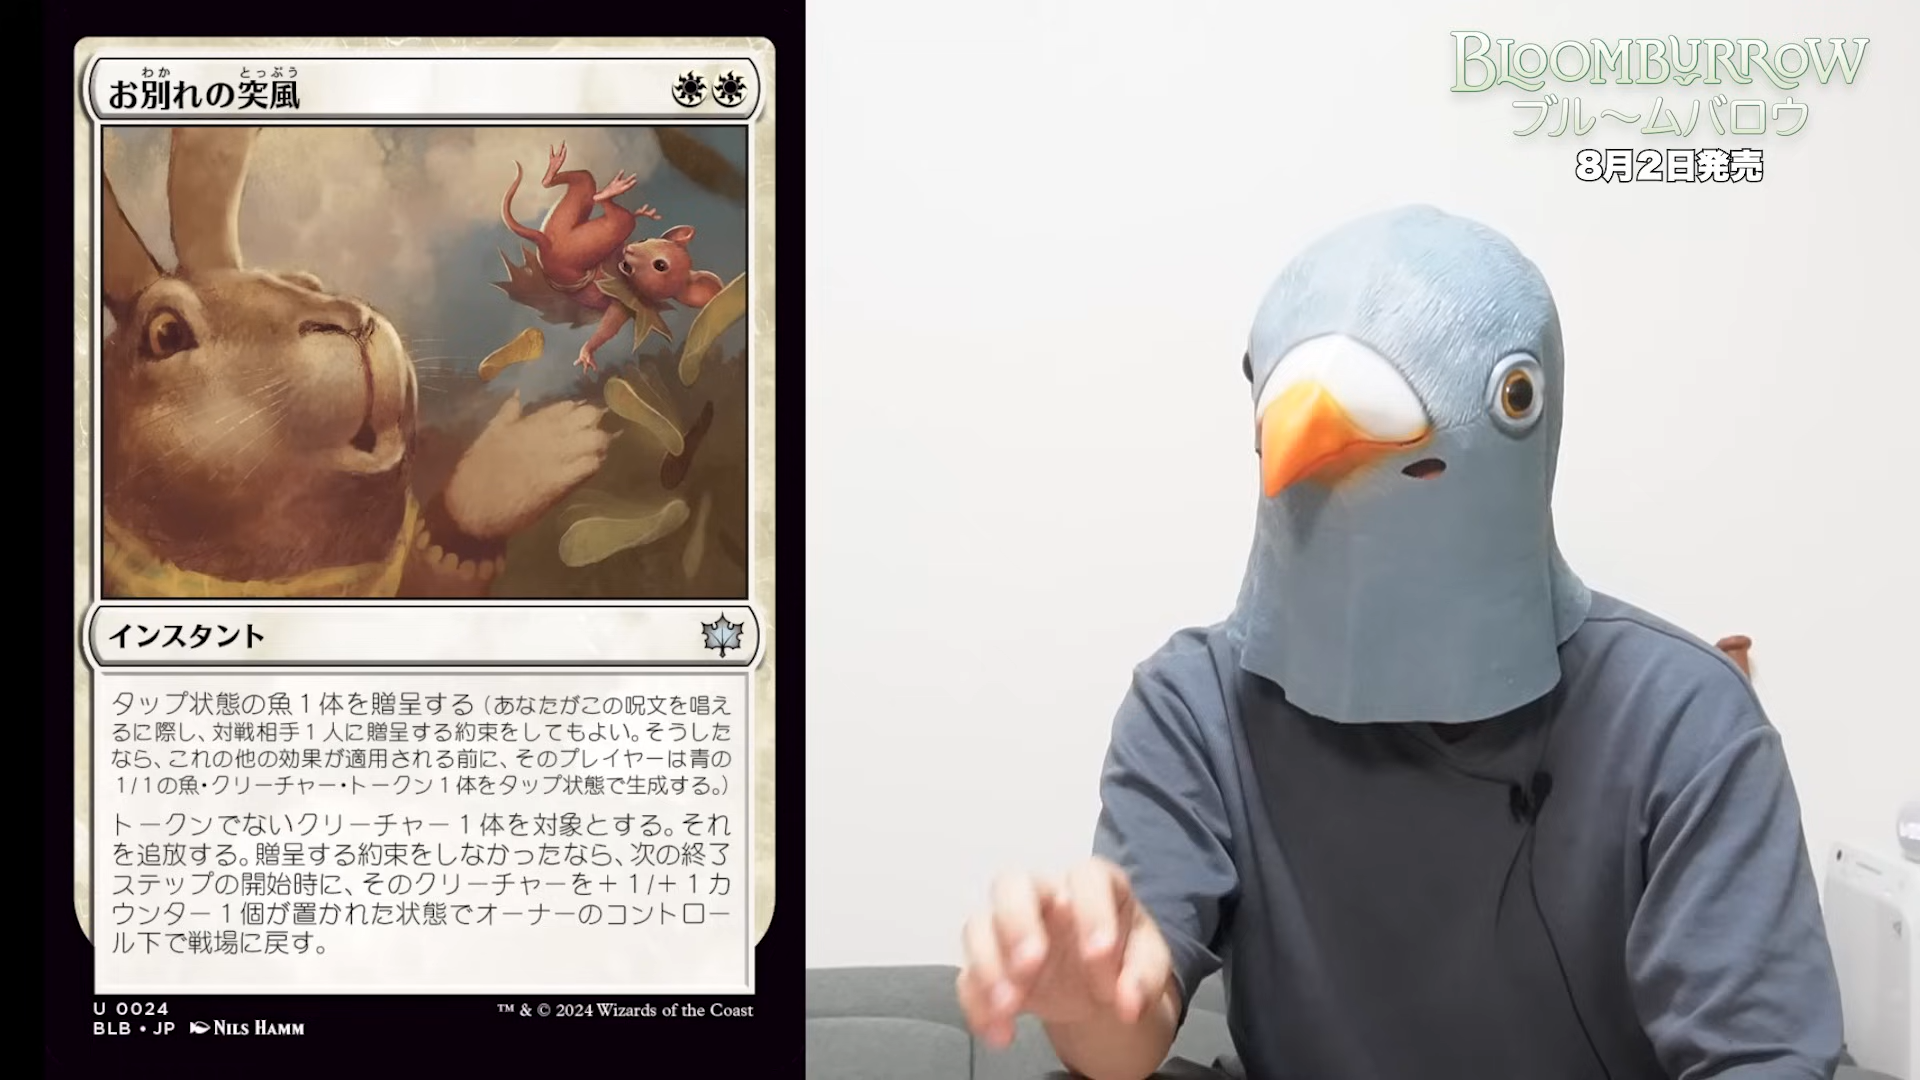 お別れの突風
わか
とっぷう
インスタント
タップ状態の魚1体を贈呈する(あなたがこの呪文を唱え
るに際し、対戦相手1人に贈呈する約束をしてもよい。そうした
なら、これの他の効果が適用される前に、そのプレイヤーは青の
1/1の魚・クリーチャー・トークン1体をタップ状態で生成する。)
トークンでないクリーチャー1体を対象とする。それ
を追放する。贈呈する約束をしなかったなら、次の終了
ステップの開始時に、そのクリーチャーを+1/+1カ
ウンター1個が置かれた状態でオーナーのコントロー
ル下で戦場に戻す。
U 0024
BLB • JP NILS HAMM
™ & © 2024 Wizards of the Coast
BLOOMBURROW
ブルームバロウ
8月2日発売